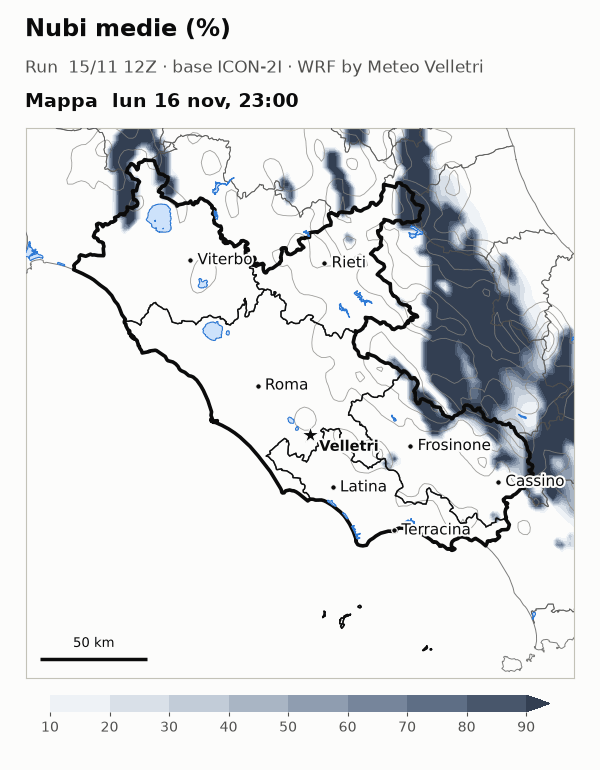 Nubi medie (%)
Run  15/11 12Z · base ICON-2I · WRF by Meteo Velletri
Mappa  lun 16 nov, 23:00
Viterbo
Rieti
Roma
Velletri
Frosinone
Cassino
Latina
Terracina
50 km
10 20 30 40 50 60 70 80 90